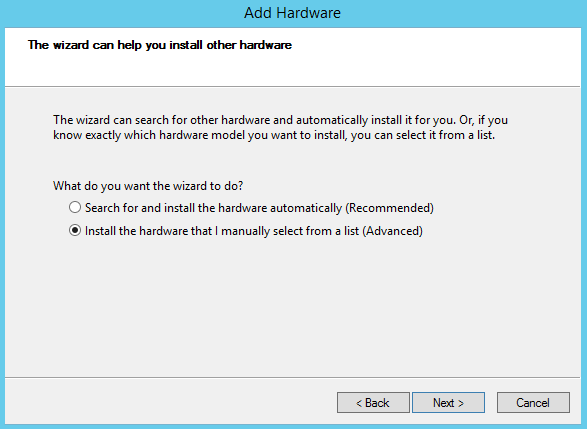 Add Hardware
The wizard can help you install other hardware
The wizard can search for other hardware and automatically install it for you. Or, if you
know exactly which hardware model you want to install, you can select it from a list.
What do you want the wizard to do?
Search for and install the hardware automatically (Recommended)
Install the hardware that I manually select from a list (Advanced)
< Back Next > Cancel